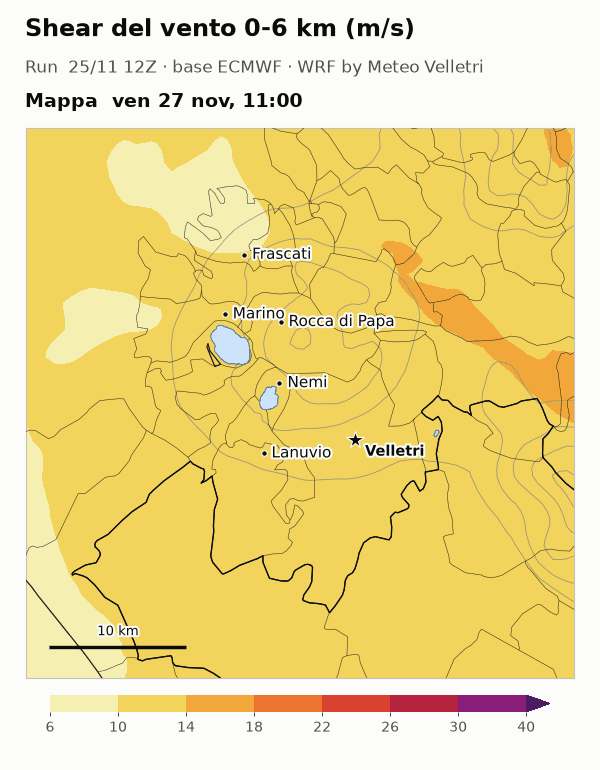 Shear del vento 0-6 km (m/s)
Run  25/11 12Z · base ECMWF · WRF by Meteo Velletri
Mappa  ven 27 nov, 11:00
Frascati
Marino
Rocca di Papa
Nemi
Velletri
Lanuvio
10 km
6 10 14 18 22 26 30 40